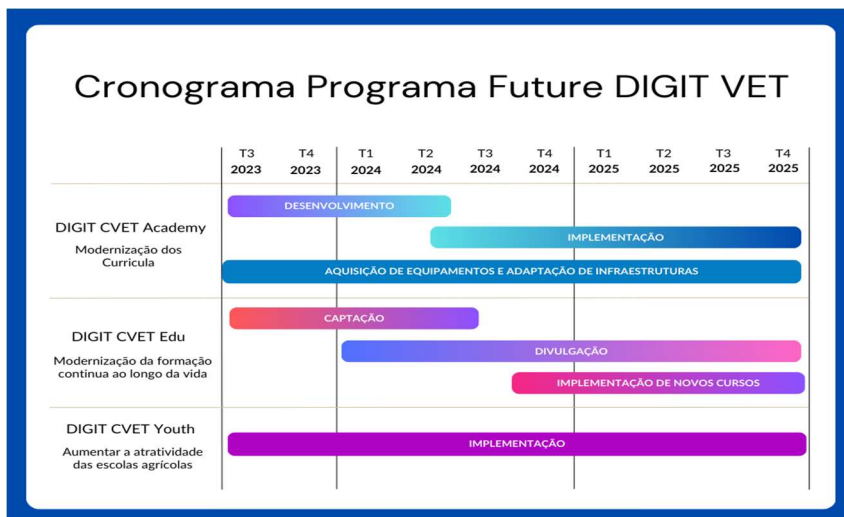 Cronograma Programa Future DIGIT VET
T3 T4 T1 T2 T3 T4 T1 T2 T3 T4
2023 2023 2024 2024 2024 2024 2025 2025 2025 2025
DIGIT CVET Academy
Modernização dos
Curricula
DESENVOLVIMENTO
IMPLEMENTAÇÃO
AQUISIÇÃO DE EQUIPAMENTOS E ADAPTAÇÃO DE INFRAESTRUTURAS
DIGIT CVET Edu
Modernização da formação
continua ao longo da vida
CAPTAÇÃO
DIVULGAÇÃO
IMPLEMENTAÇÃO DE NOVOS CURSOS
DIGIT CVET Youth
Aumentar a atratividade
das escolas agrícolas
IMPLEMENTAÇÃO